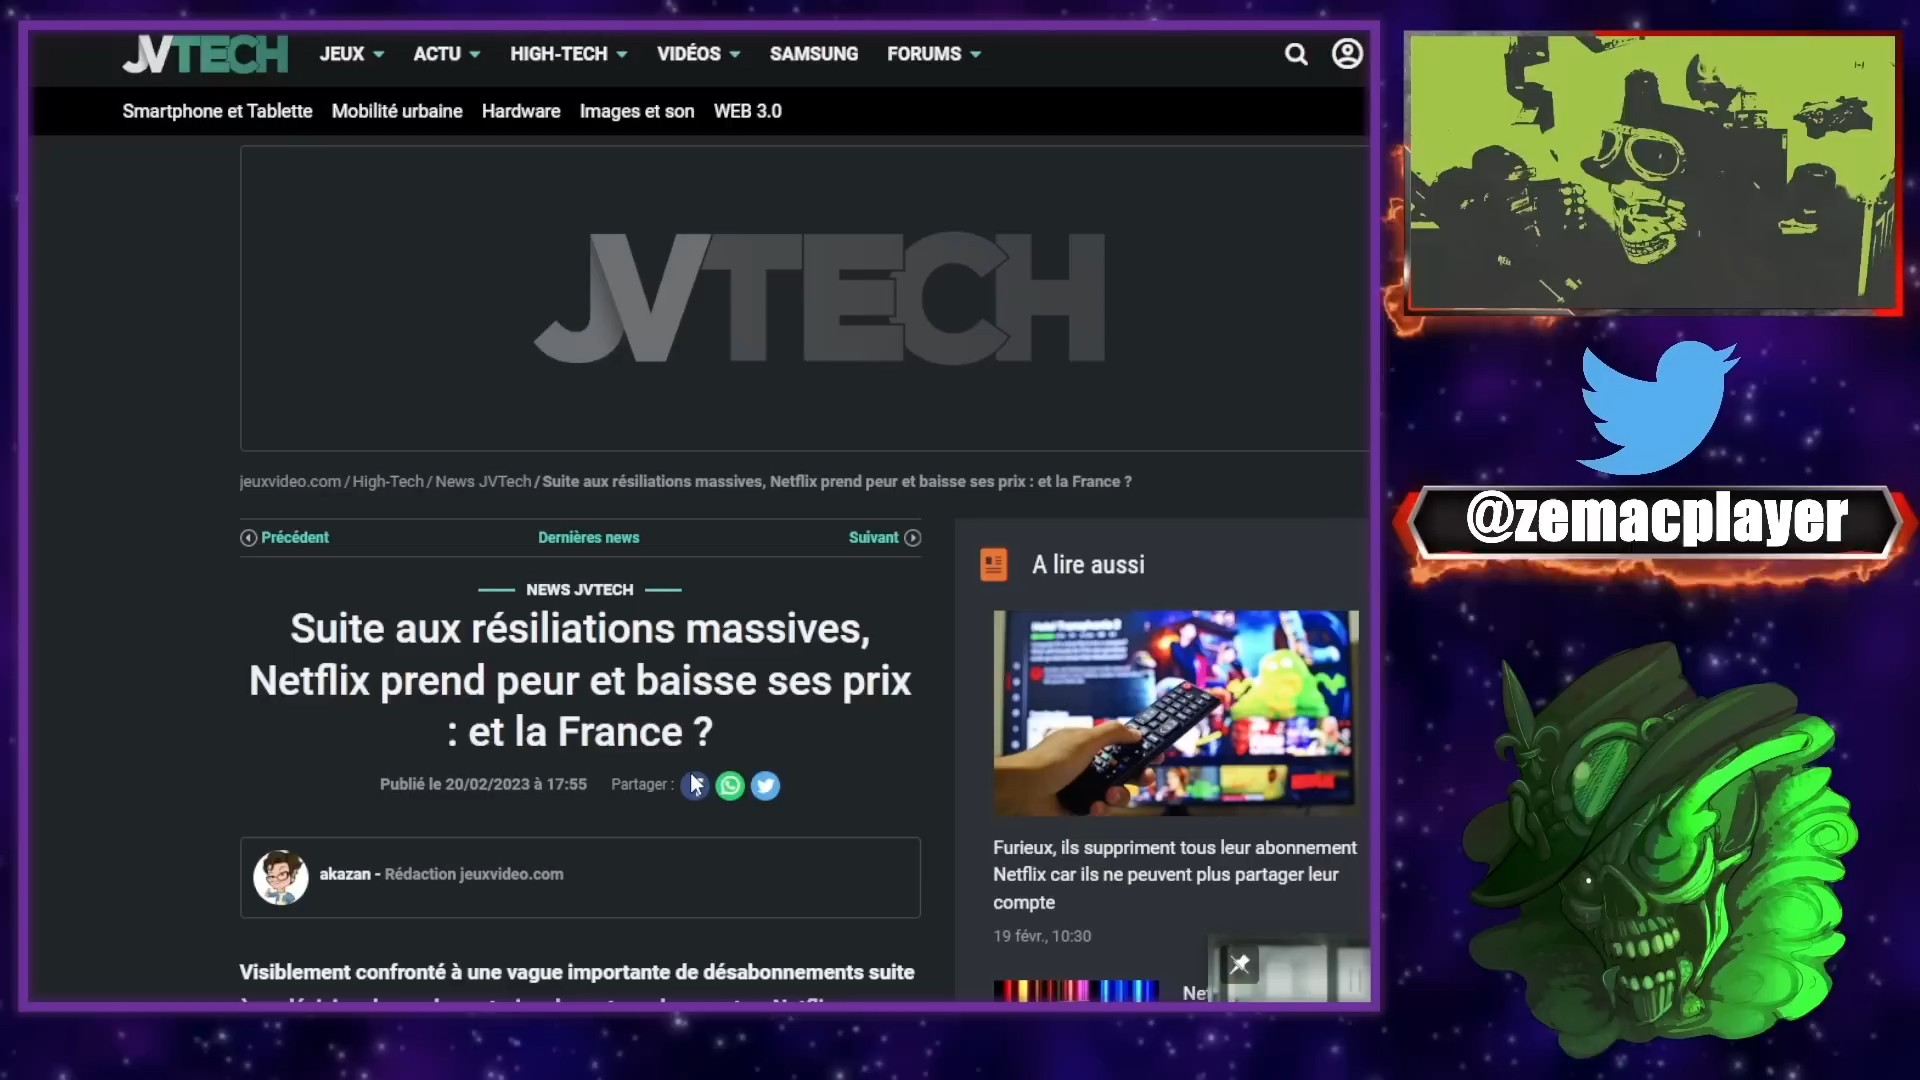 JVTECH
JEUX
ACTU
HIGH-TECH
VIDÉOS
SAMSUNG
FORUMS
Smartphone et Tablette
Mobilité urbaine
Hardware
Images et son
WEB 3.0
JVTECH
jeuxvideo.com / High-Tech / News JVTech / Suite aux résiliations massives, Netflix prend peur et baisse ses prix : et la France ?
Précédent
Dernières news
Suivant
NEWS JVTECH
Suite aux résiliations massives,
Netflix prend peur et baisse ses prix
: et la France ?
Publié le 20/02/2023 à 17:55
Partager :
akazan - Rédaction jeuxvideo.com
Visiblement confronté à une vague importante de désabonnements suite
A lire aussi
Furieux, ils suppriment tous leur abonnement
Netflix car ils ne peuvent plus partager leur
compte
19 févr., 10:30
@zemacplayer